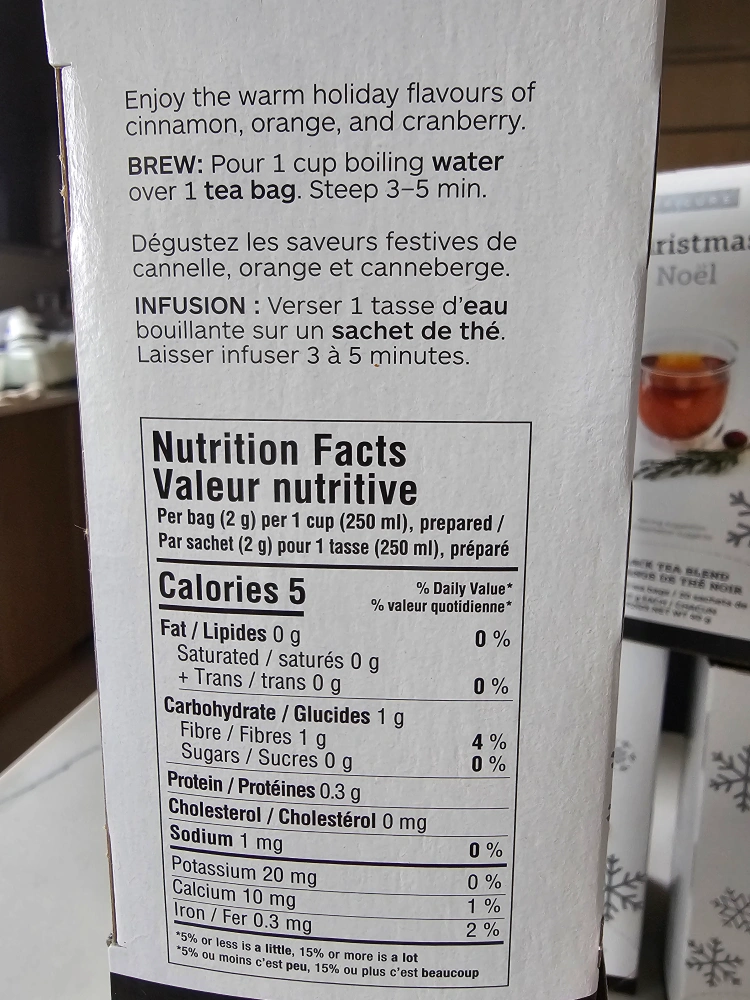 Enjoy the warm holiday flavours of
cinnamon, orange, and cranberry.
BREW: Pour 1 cup boiling water
over 1 tea bag. Steep 3–5 min.
Dégustez les saveurs festives de
cannelle, orange et canneberge.
INFUSION : Verser 1 tasse d'eau
bouillante sur un sachet de thé.
Laisser infuser 3 à 5 minutes.
Nutrition Facts
Valeur nutritive
Per bag (2 g) per 1 cup (250 ml), prepared /
Par sachet (2 g) pour 1 tasse (250 ml), préparé
Calories 5
% Daily Value*
% valeur quotidienne*
Fat / Lipides 0 g 0 %
Saturated / saturés 0 g
+ Trans / trans 0 g 0 %
Carbohydrate / Glucides 1 g
Fibre / Fibres 1 g 4 %
Sugars / Sucres 0 g 0 %
Protein / Protéines 0.3 g
Cholesterol / Cholestérol 0 mg
Sodium 1 mg 0 %
Potassium 20 mg 0 %
Calcium 10 mg 1 %
Iron / Fer 0.3 mg 2 %
*5% or less is a little, 15% or more is a lot
*5% ou moins c'est peu, 15% ou plus c'est beaucoup
ristmas
Noël
TEA BLEND
DE THÉ NOIR